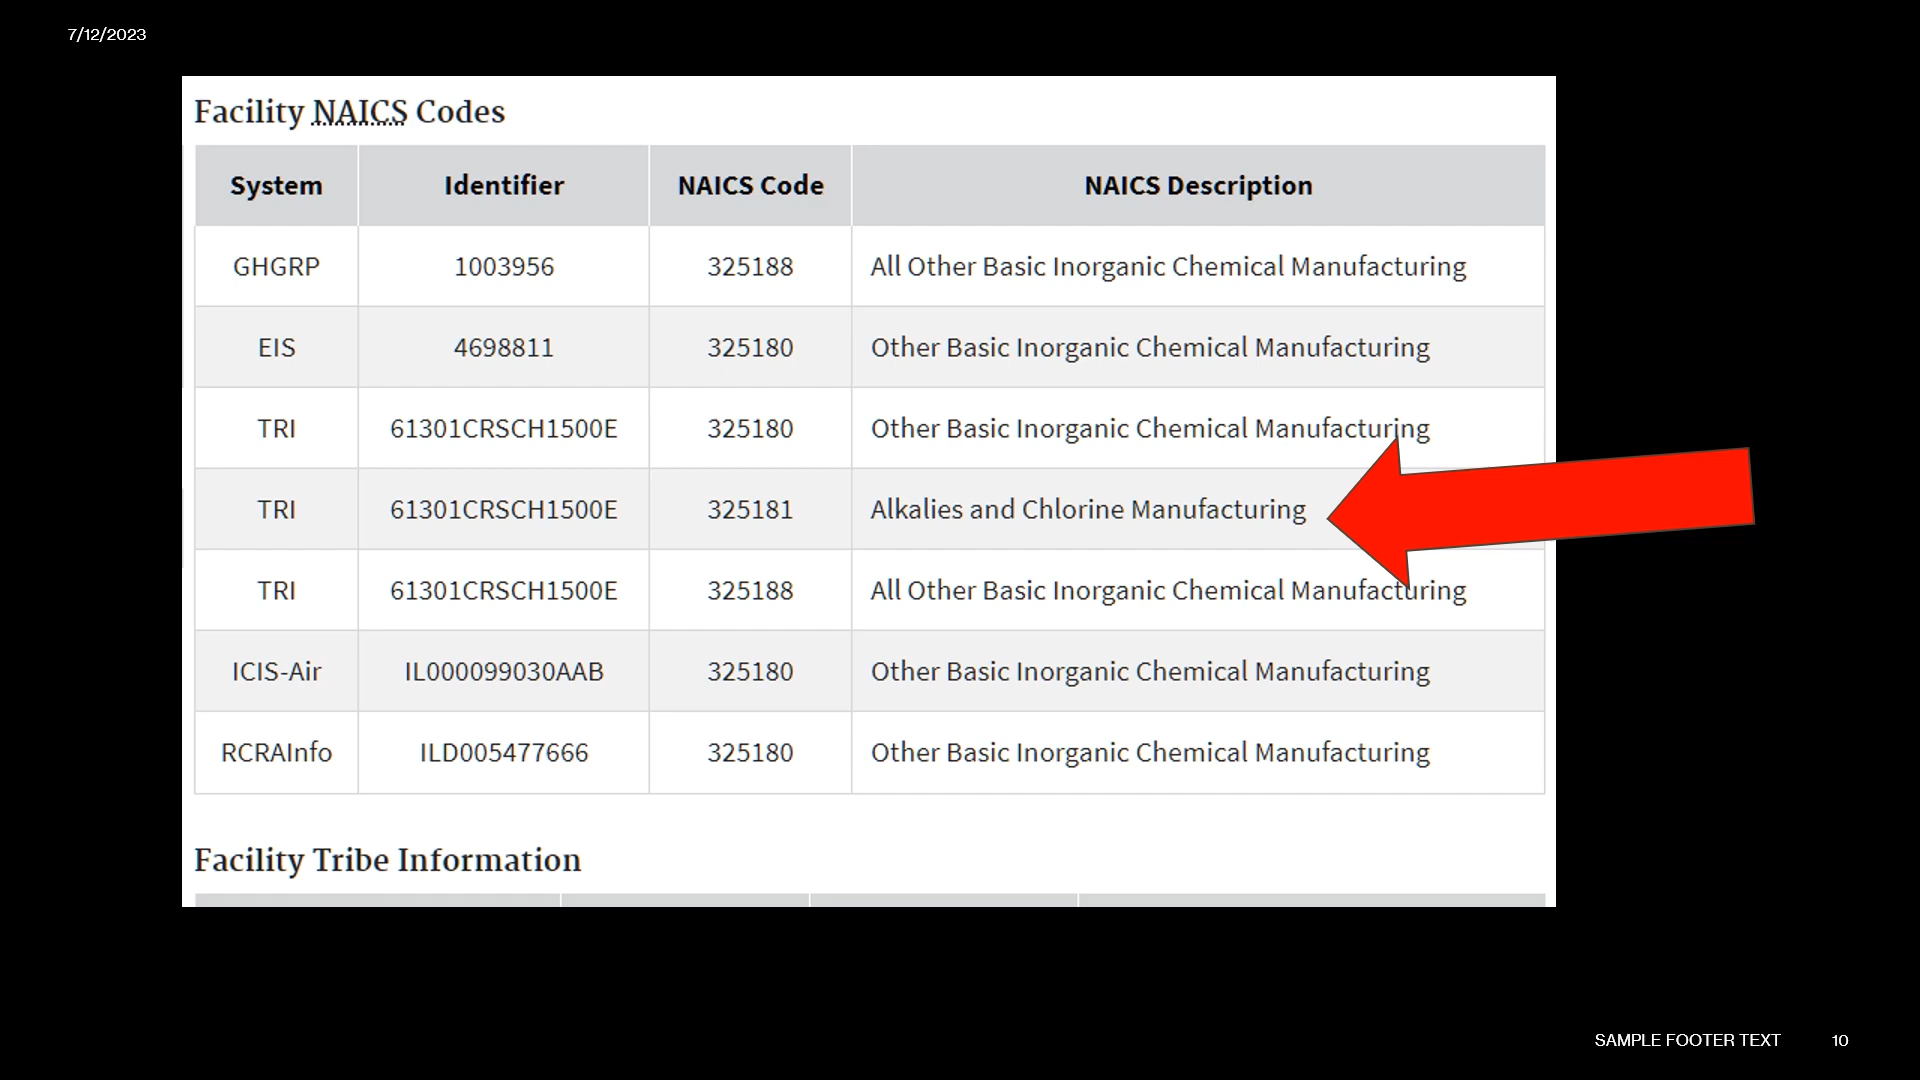 7/12/2023
Facility NAICS Codes
System Identifier NAICS Code NAICS Description
GHGRP 1003956 325188 All Other Basic Inorganic Chemical Manufacturing
EIS 4698811 325180 Other Basic Inorganic Chemical Manufacturing
TRI 61301CRSCH1500E 325180 Other Basic Inorganic Chemical Manufacturing
TRI 61301CRSCH1500E 325181 Alkalies and Chlorine Manufacturing
TRI 61301CRSCH1500E 325188 All Other Basic Inorganic Chemical Manufacturing
ICIS-Air IL000099030AAB 325180 Other Basic Inorganic Chemical Manufacturing
RCRAInfo ILD005477666 325180 Other Basic Inorganic Chemical Manufacturing
Facility Tribe Information
SAMPLE FOOTER TEXT 10